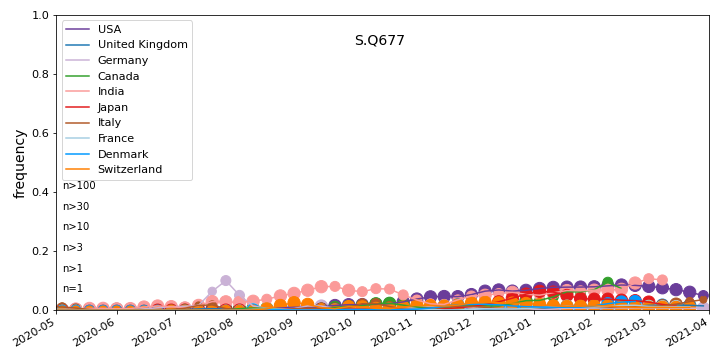 S.Q677
USA
United Kingdom
Germany
Canada
India
Japan
Italy
France
Denmark
Switzerland
n>100
n>30
n>10
n>3
n>1
n=1
frequency
1.0
0.8
0.6
0.4
0.2
0.0
2020-05
2020-06
2020-07
2020-08
2020-09
2020-10
2020-11
2020-12
2021-01
2021-02
2021-03
2021-04